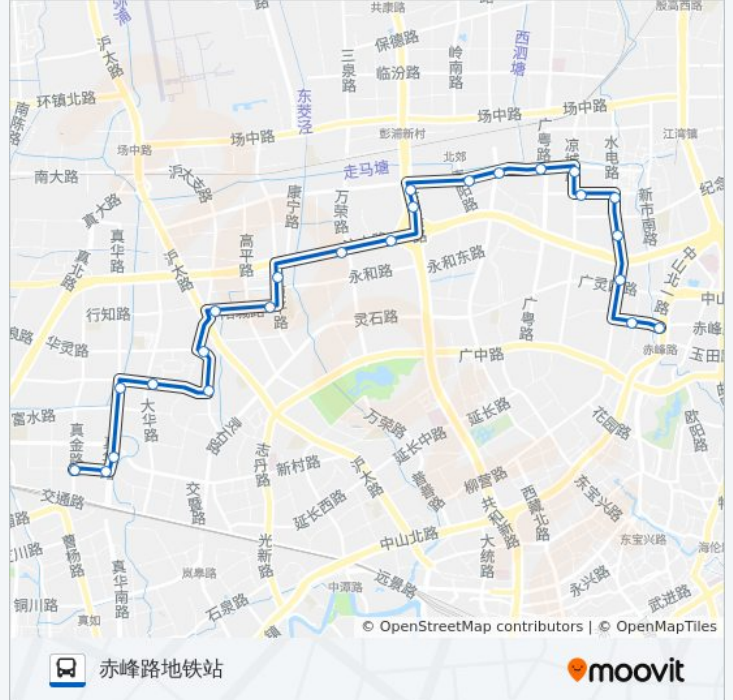 共康路
殷高西路
保德路
沪太路
三泉路
岭南路
西泗塘
临汾路
环镇北路
东茭泾
场中路
场中路
南陈路
彭浦新村
广粤路
水电路
江湾镇
场中路
场中路
北郊
走马塘
南大路
沪太支路
康宁路
万荣路
新市南路
真大路
真华路
高平路
沪太路
永和路
永和东路
中山北一路
真北路
广灵四路
行知路
灵石路
广粤路
赤峰
华灵路
广中路
赤峰路
玉田
富水路
大华路
真金路
灵石路
万荣路
延长路
花园路
欧阳路
志丹路
延长中路
新村路
沪太路
普善路
柳营路
交通路
交暨路
延长西路
共和新路
西藏北路
东宝兴路
曹杨路
光新路
中山北路
大统路
东宝兴路
真华南路
岚皋路
中潭路
远景路
永兴路
武进路
铜川路
真如
石泉路
© OpenStreetMap contributors | © OpenMapTiles
赤峰路地铁站
moovit